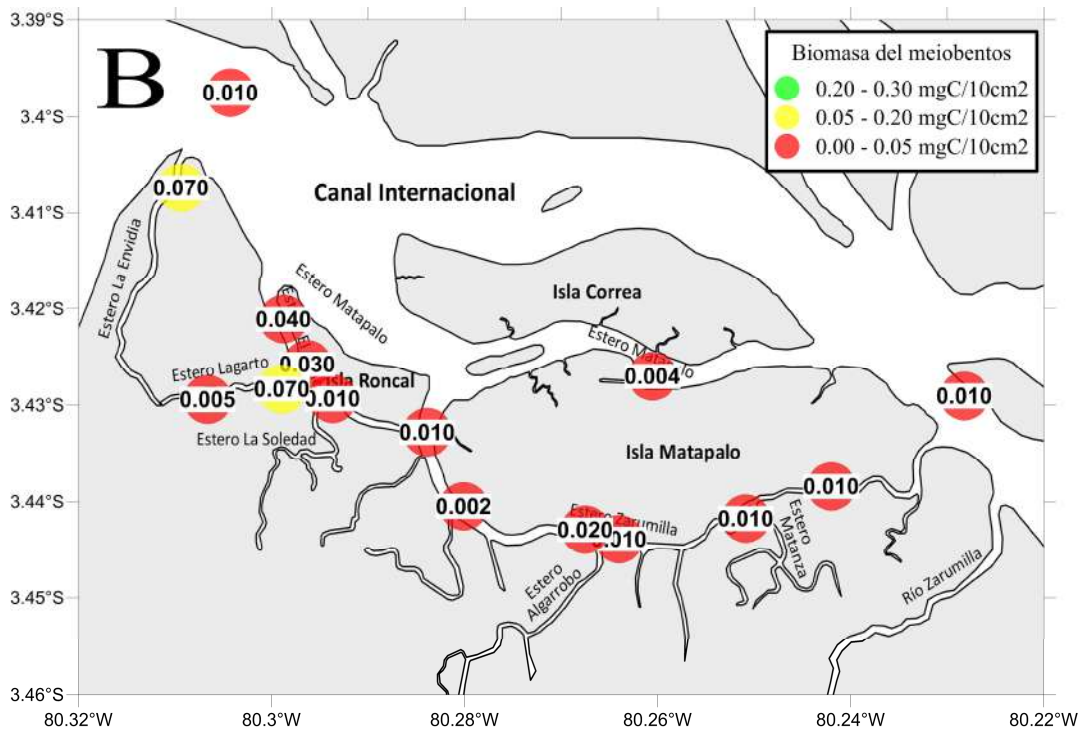 3.39°S
3.4°S
3.41°S
3.42°S
3.43°S
3.44°S
3.45°S
3.46°S
80.32°W
80.3°W
80.28°W
80.26°W
80.24°W
80.22°W
B
Biomasa del meiobentos
0.20 - 0.30 mgC/10cm2
0.05 - 0.20 mgC/10cm2
0.00 - 0.05 mgC/10cm2
0.010
0.070
Canal Internacional
Estero La Envidia
Estero Matapalo
Isla Correa
0.040
Estero
0.030
Estero Lagarto
Isla Roncal
0.004
0.005
0.070
0.010
0.010
Estero La Soledad
0.010
Isla Matapalo
0.002
Estero Zarumilla
0.020
0.010
0.010
0.010
Estero
Matanza
Estero
Algarrobo
Río Zarumilla